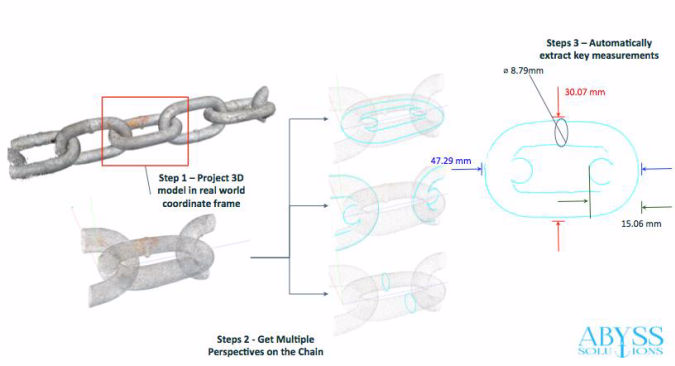 Steps 3 – Automatically
extract key measurements
ø 8.79mm
30.07 mm
47.29 mm
Step 1 – Project 3D
model in real world
coordinate frame
15.06 mm
Steps 2 - Get Multiple
Perspectives on the Chain
ABYSS
SOLUTIONS